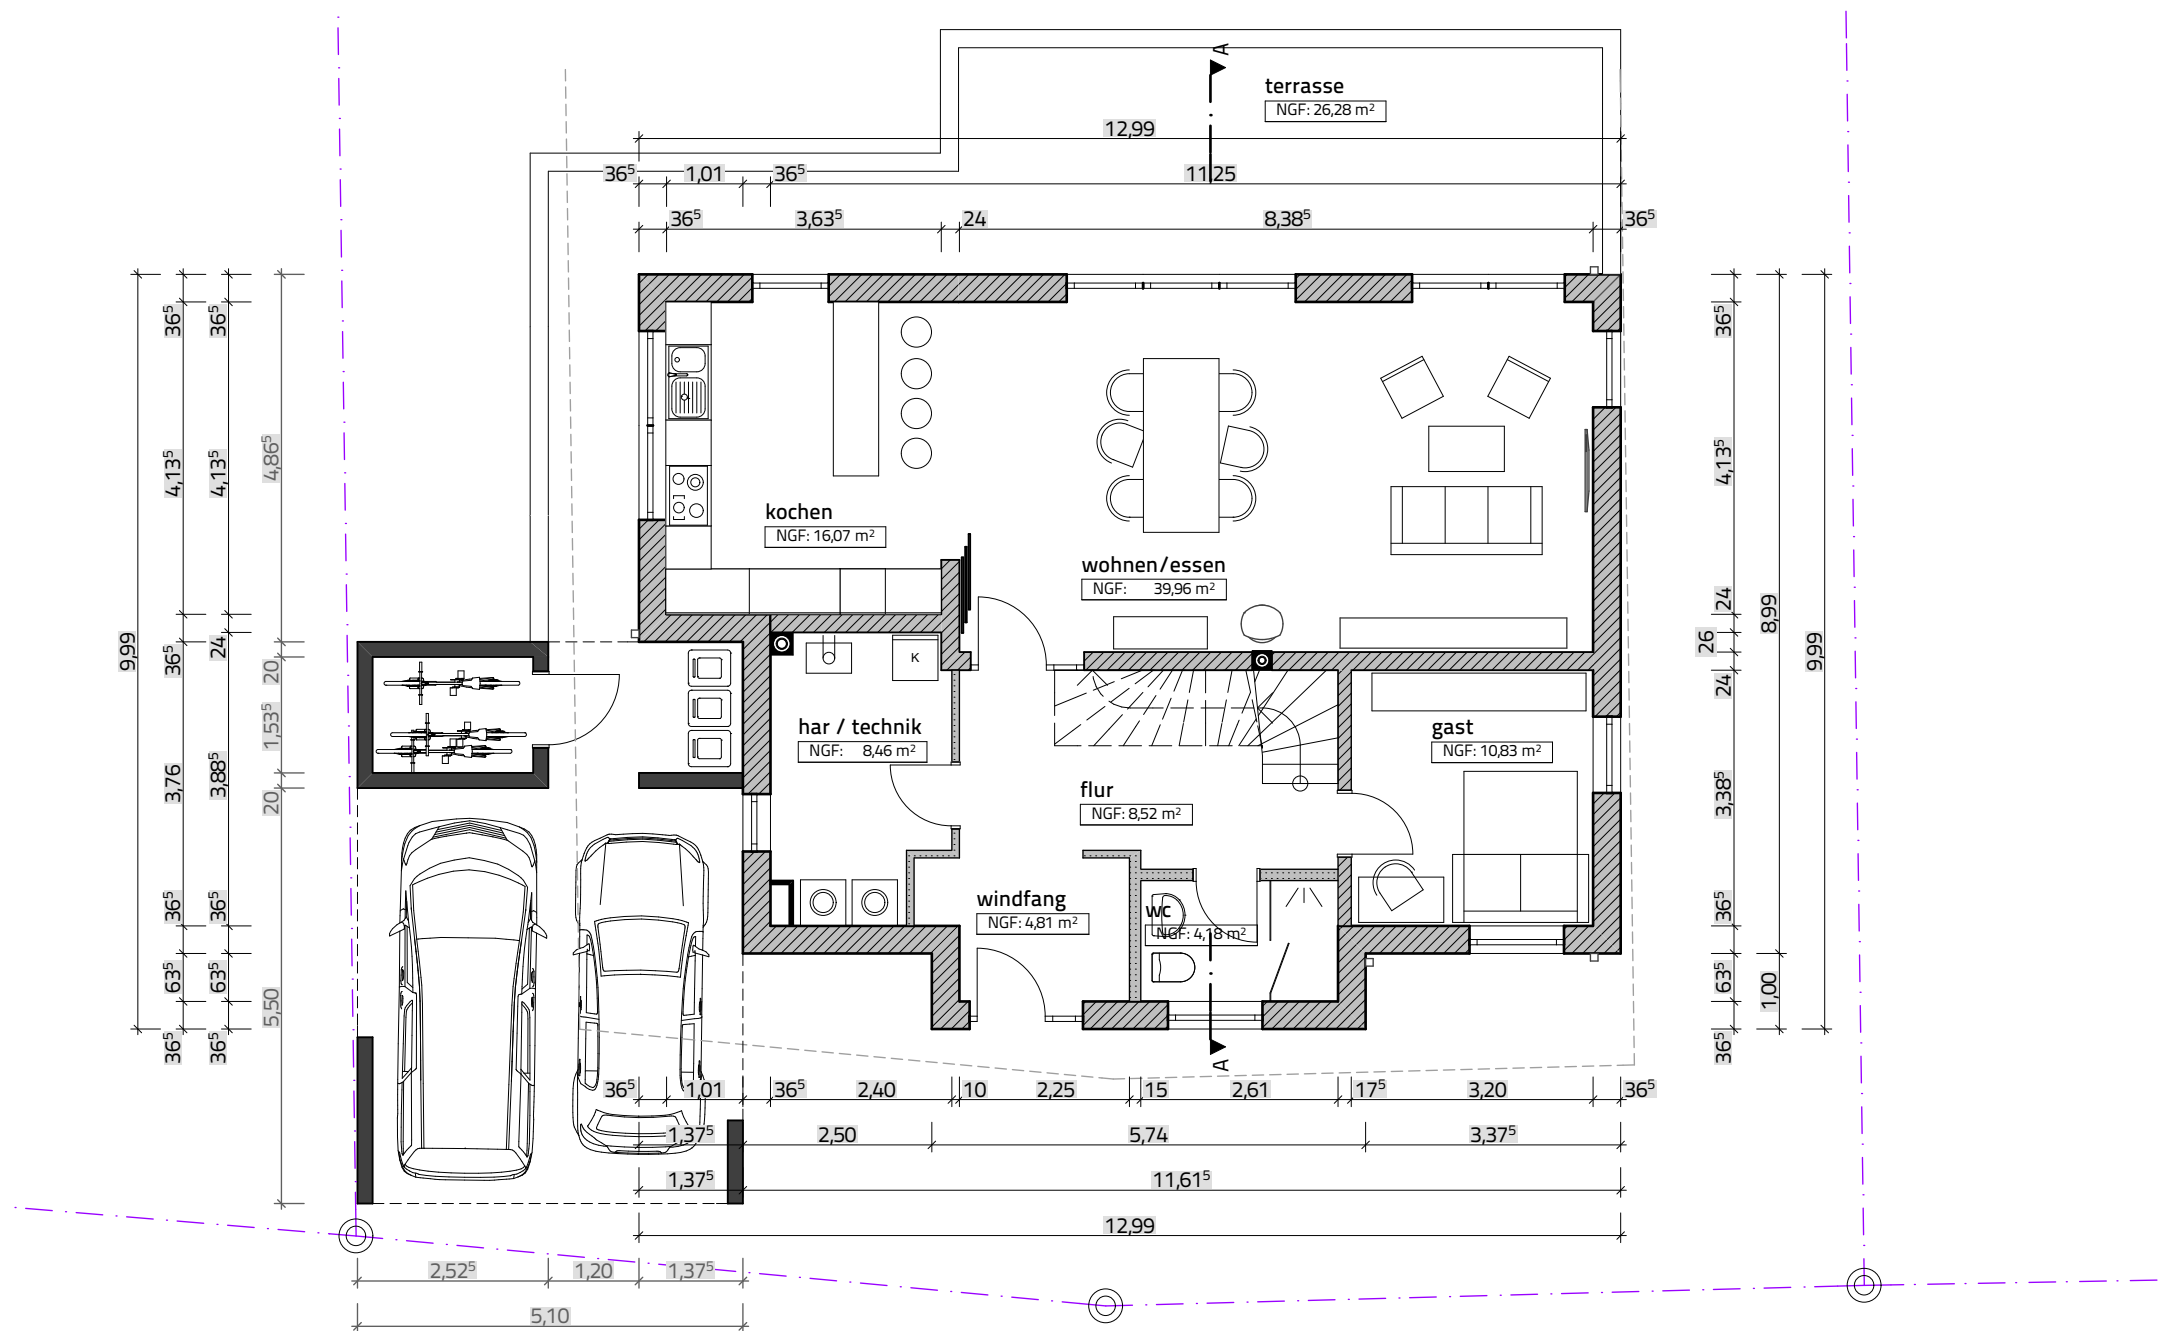 A
terrasse
NGF: 26,28 m²
12,99
36⁵ 1,01 36⁵ 11,25
36⁵ 3,63⁵ 24 8,38⁵ 36⁵
9,99
36⁵ 4,13⁵ 36⁵ 3,76 36⁵ 63⁵ 36⁵
36⁵ 4,13⁵ 24 3,88⁵ 36⁵ 63⁵ 36⁵
4,86⁵ 20 1,53⁵ 20 5,50
kochen
NGF: 16,07 m²
wohnen/essen
NGF: 39,96 m²
K
har / technik
NGF: 8,46 m²
gast
NGF: 10,83 m²
flur
NGF: 8,52 m²
windfang
NGF: 4,81 m²
wc
NGF: 4,18 m²
26
36⁵ 4,13⁵ 24 24 3,38⁵ 36⁵ 63⁵ 36⁵
8,99 1,00
9,99
A
36⁵ 1,01 36⁵ 2,40 10 2,25 15 2,61 17⁵ 3,20 36⁵
1,37⁵ 2,50 5,74 3,37⁵
1,37⁵ 11,61⁵
12,99
2,52⁵ 1,20 1,37⁵
5,10